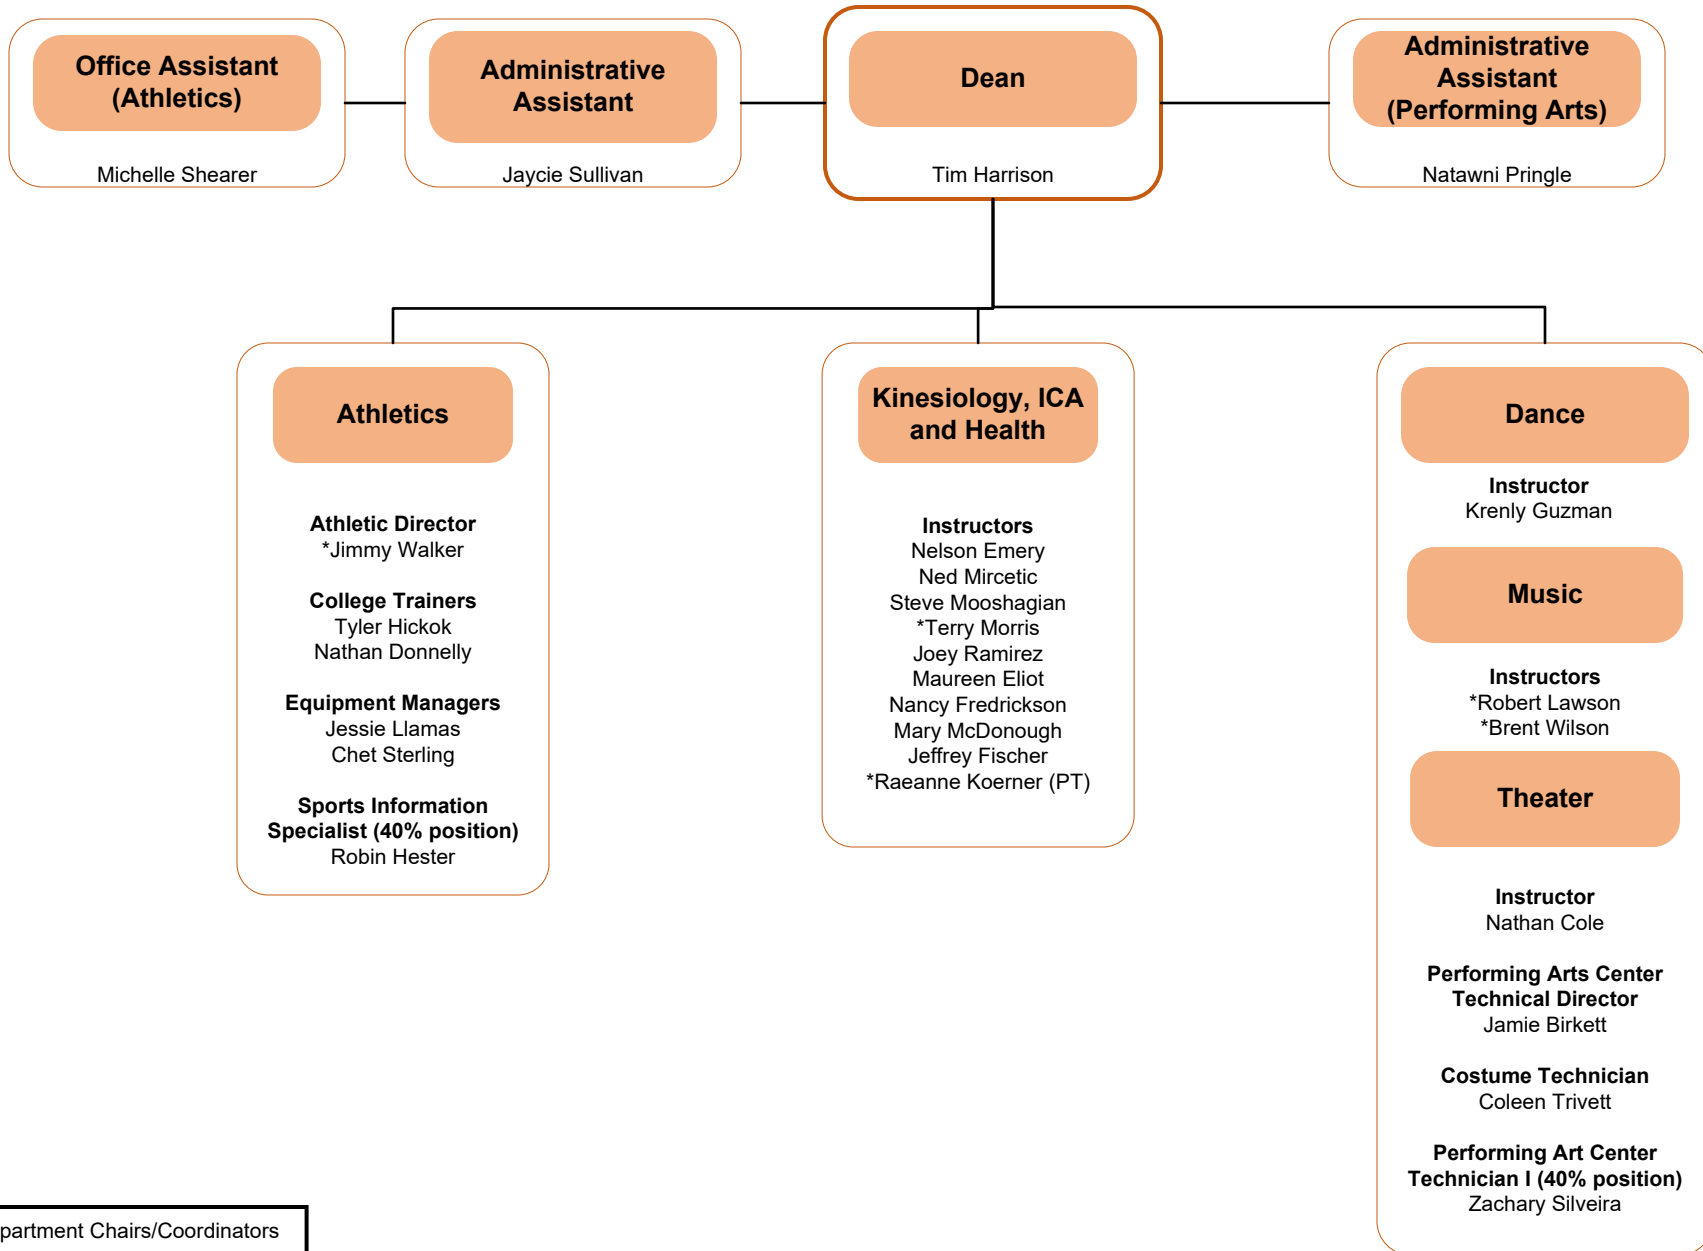 Office Assistant
(Athletics)
Michelle Shearer
Administrative
Assistant
Jaycie Sullivan
Dean
Tim Harrison
Administrative
Assistant
(Performing Arts)
Natawni Pringle
Athletics
Athletic Director
*Jimmy Walker
College Trainers
Tyler Hickok
Nathan Donnelly
Equipment Managers
Jessie Llamas
Chet Sterling
Sports Information
Specialist (40% position)
Robin Hester
Kinesiology, ICA
and Health
Instructors
Nelson Emery
Ned Mircetic
Steve Mooshagian
*Terry Morris
Joey Ramirez
Maureen Eliot
Nancy Fredrickson
Mary McDonough
Jeffrey Fischer
*Raeanne Koerner (PT)
Dance
Instructor
Krenly Guzman
Music
Instructors
*Robert Lawson
*Brent Wilson
Theater
Instructor
Nathan Cole
Performing Arts Center
Technical Director
Jamie Birkett
Costume Technician
Coleen Trivett
Performing Art Center
Technician I (40% position)
Zachary Silveira
Chairs/Coordinators